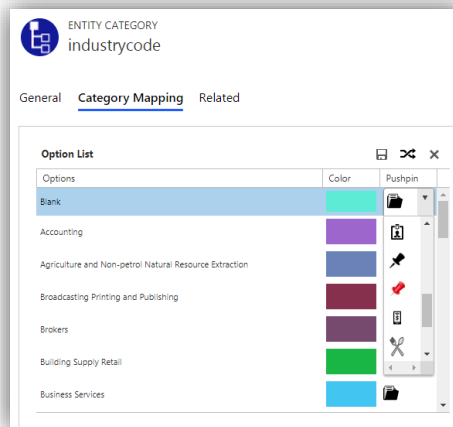 ENTITY CATEGORY
industrycode
General Category Mapping Related
Option List
Options Color Pushpin
Blank
Accounting
Agriculture and Non-petrol Natural Resource Extraction
Broadcasting Printing and Publishing
Brokers
Building Supply Retail
Business Services